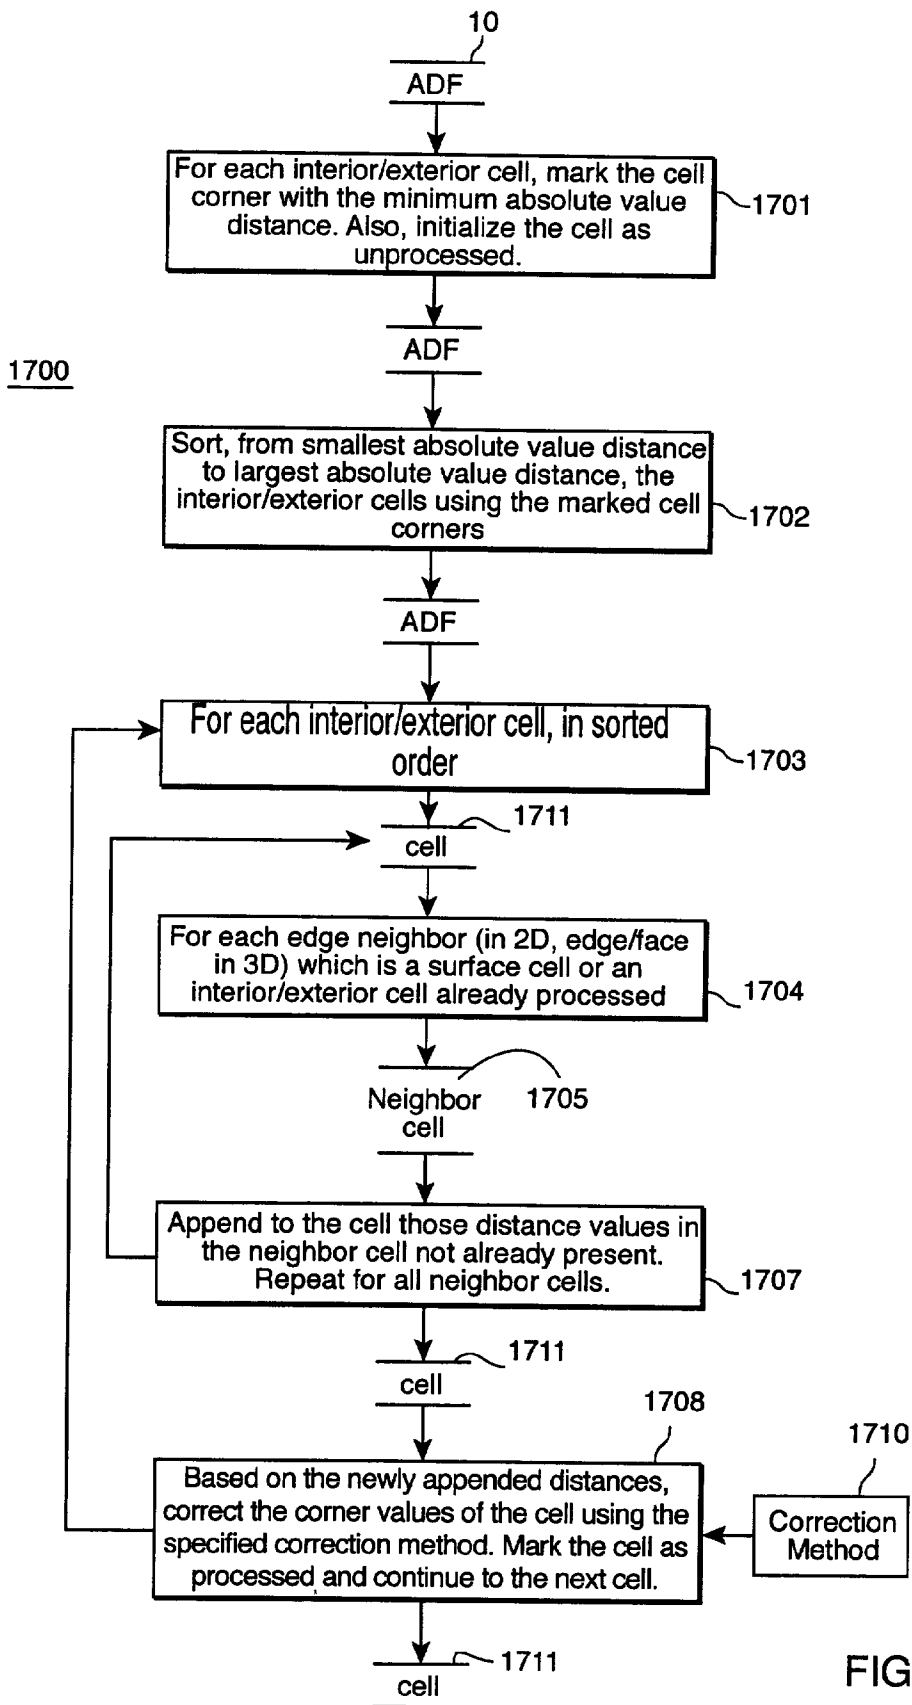 10
ADF
For each interior/exterior cell, mark the cell
corner with the minimum absolute value
distance. Also, initialize the cell as
unprocessed.
1701
ADF
1700
Sort, from smallest absolute value distance
to largest absolute value distance, the
interior/exterior cells using the marked cell
corners
1702
ADF
For each interior/exterior cell, in sorted
order
1703
1711
cell
For each edge neighbor (in 2D, edge/face
in 3D) which is a surface cell or an
interior/exterior cell already processed
1704
Neighbor
cell
1705
Append to the cell those distance values in
the neighbor cell not already present.
Repeat for all neighbor cells.
1707
1711
cell
1708
1710
Based on the newly appended distances,
correct the corner values of the cell using the
specified correction method. Mark the cell as
processed and continue to the next cell.
Correction
Method
1711
cell
FIG